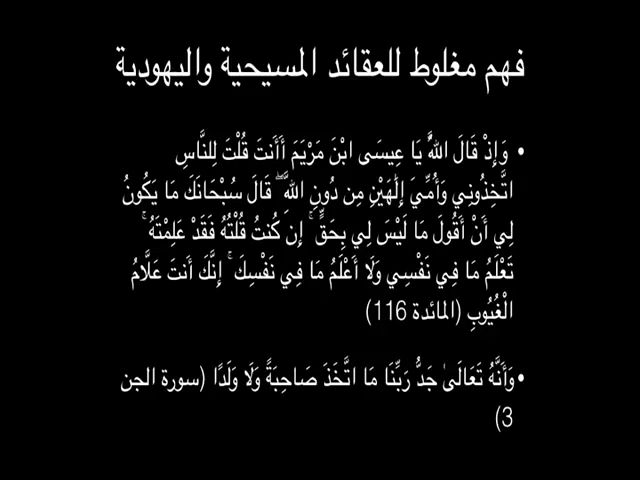 فهم مغلوط للعقائد المسيحية واليهودية
• وَإِذْ قَالَ اللَّهُ يَا عِيسَى ابْنَ مَرْيَمَ أَأَنتَ قُلْتَ لِلنَّاسِ
اتَّخِذُونِي وَأُمِّيَ إِلَٰهَيْنِ مِن دُونِ اللَّهِ ۖ قَالَ سُبْحَانَكَ مَا يَكُونُ
لِي أَنْ أَقُولَ مَا لَيْسَ لِي بِحَقٍّ ۚ إِن كُنتُ قُلْتُهُ فَقَدْ عَلِمْتَهُ ۚ
تَعْلَمُ مَا فِي نَفْسِي وَلَا أَعْلَمُ مَا فِي نَفْسِكَ ۚ إِنَّكَ أَنتَ عَلَّامُ
الْغُيُوبِ (المائدة 116)
• وَأَنَّهُ تَعَالَىٰ جَدُّ رَبِّنَا مَا اتَّخَذَ صَاحِبَةً وَلَا وَلَدًا (سورة الجن
3)